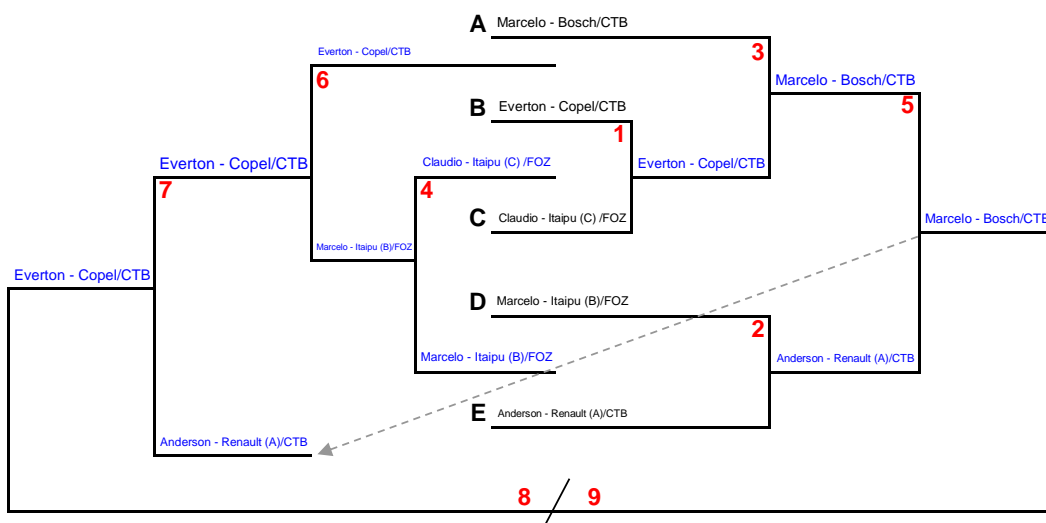 A Marcelo - Bosch/CTB
Everton - Copel/CTB
3
6
Marcelo - Bosch/CTB
5
B Everton - Copel/CTB
1
Everton - Copel/CTB
Claudio - Itaipu (C) /FOZ
Everton - Copel/CTB
7
4
C Claudio - Itaipu (C) /FOZ
Marcelo - Bosch/CTB
Marcelo - Itaipu (B)/FOZ
Everton - Copel/CTB
D Marcelo - Itaipu (B)/FOZ
2
Marcelo - Itaipu (B)/FOZ
Anderson - Renault (A)/CTB
E Anderson - Renault (A)/CTB
Anderson - Renault (A)/CTB
8 / 9